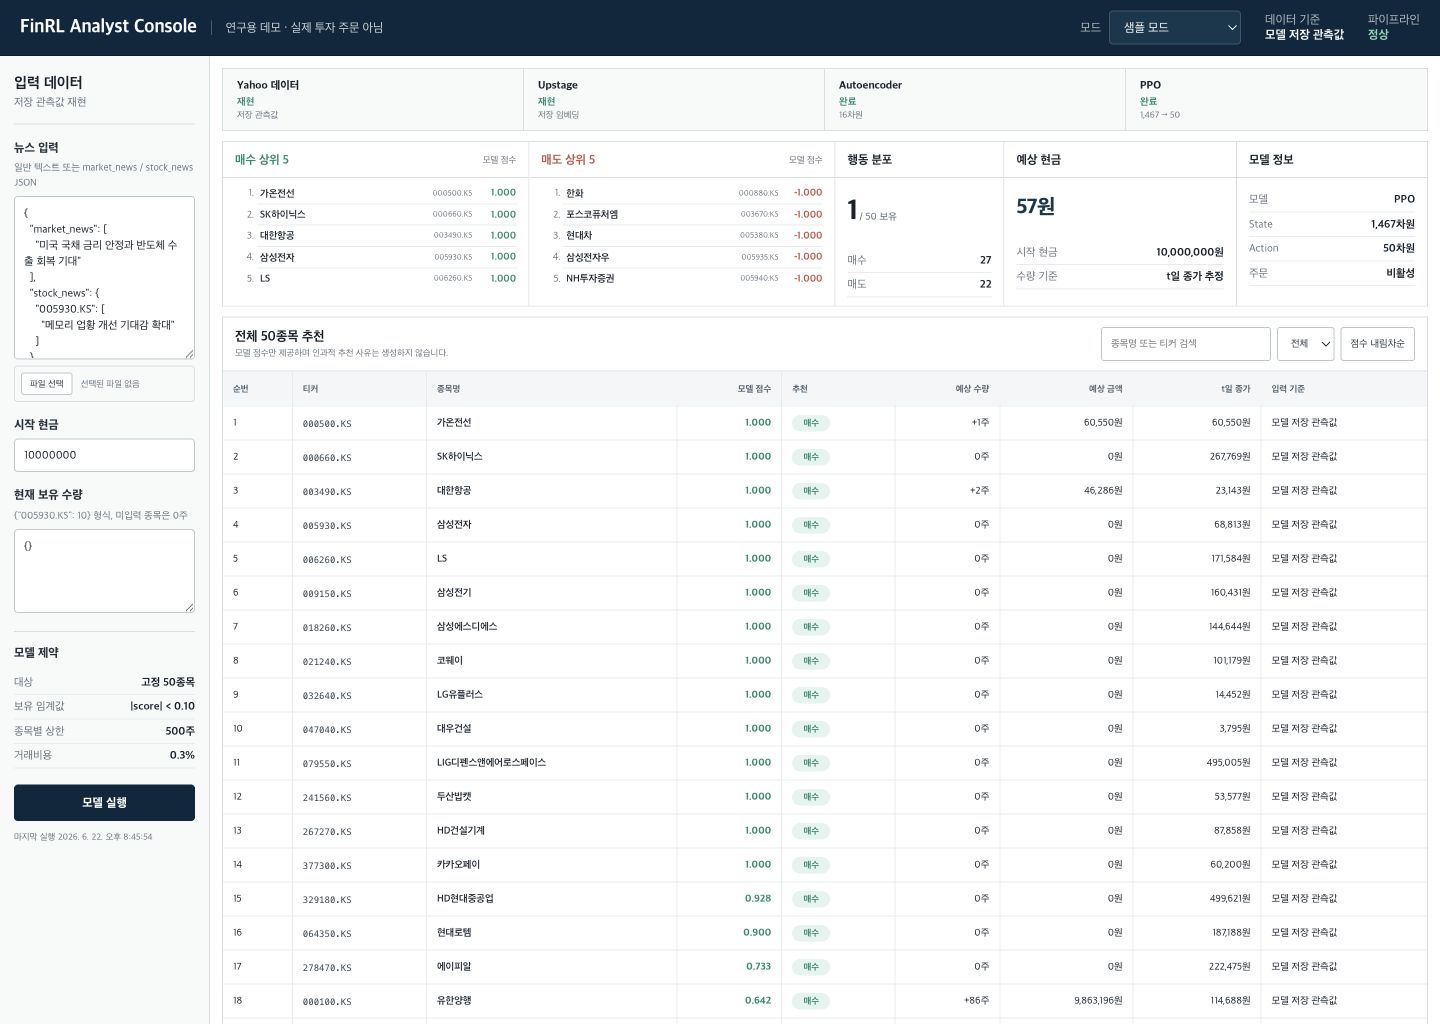 FinRL Analyst Console
연구용 데모 · 실제 투자 주문 아님
모드
샘플 모드
데이터 기준
모델 저장 관측값
파이프라인
정상
입력 데이터
저장 관측값 재현
뉴스 입력
일반 텍스트 또는 market_news / stock_news
JSON
{
"market_news": [
"미국 국채 금리 안정과 반도체 수
출 회복 기대"
],
"stock_news": {
"005930.KS": [
"메모리 업황 개선 기대감 확대"
]
}
파일 선택 선택된 파일 없음
시작 현금
10000000
현재 보유 수량
{"005930.KS": 10} 형식, 미입력 종목은 0주
{}
모델 제약
대상 고정 50종목
보유 임계값 |score| < 0.10
종목별 상한 500주
거래비용 0.3%
모델 실행
마지막 실행 2026. 6. 22. 오후 8:45:54
Yahoo 데이터
재현
저장 관측값
Upstage
재현
저장 임베딩
Autoencoder
완료
16차원
PPO
완료
1,467 → 50
매수 상위 5 모델 점수
1. 가온전선 000500.KS 1.000
2. SK하이닉스 000660.KS 1.000
3. 대한항공 003490.KS 1.000
4. 삼성전자 005930.KS 1.000
5. LS 006260.KS 1.000
매도 상위 5 모델 점수
1. 한화 000880.KS -1.000
2. 포스코퓨처엠 003670.KS -1.000
3. 현대차 005380.KS -1.000
4. 삼성전자우 005935.KS -1.000
5. NH투자증권 005940.KS -1.000
행동 분포
1 / 50 보유
매수 27
매도 22
예상 현금
57원
시작 현금 10,000,000원
수량 기준 t일 종가 추정
모델 정보
모델 PPO
State 1,467차원
Action 50차원
주문 비활성
전체 50종목 추천
모델 점수만 제공하며 인과적 추천 사유는 생성하지 않습니다.
종목명 또는 티커 검색
전체
점수 내림차순
순번 티커 종목명 모델 점수 추천 예상 수량 예상 금액 t일 종가 입력 기준
1 000500.KS 가온전선 1.000 매수 +1주 60,550원 60,550원 모델 저장 관측값
2 000660.KS SK하이닉스 1.000 매수 0주 0원 267,769원 모델 저장 관측값
3 003490.KS 대한항공 1.000 매수 +2주 46,286원 23,143원 모델 저장 관측값
4 005930.KS 삼성전자 1.000 매수 0주 0원 68,813원 모델 저장 관측값
5 006260.KS LS 1.000 매수 0주 0원 171,584원 모델 저장 관측값
6 009150.KS 삼성전기 1.000 매수 0주 0원 160,431원 모델 저장 관측값
7 018260.KS 삼성에스디에스 1.000 매수 0주 0원 144,644원 모델 저장 관측값
8 021240.KS 코웨이 1.000 매수 0주 0원 101,179원 모델 저장 관측값
9 032640.KS LG유플러스 1.000 매수 0주 0원 14,452원 모델 저장 관측값
10 047040.KS 대우건설 1.000 매수 0주 0원 3,795원 모델 저장 관측값
11 079550.KS LIG디펜스앤에어로스페이스 1.000 매수 0주 0원 495,005원 모델 저장 관측값
12 241560.KS 두산밥캣 1.000 매수 0주 0원 53,577원 모델 저장 관측값
13 267270.KS HD건설기계 1.000 매수 0주 0원 87,858원 모델 저장 관측값
14 377300.KS 카카오페이 1.000 매수 0주 0원 60,200원 모델 저장 관측값
15 329180.KS HD현대중공업 0.928 매수 0주 0원 499,621원 모델 저장 관측값
16 064350.KS 현대로템 0.900 매수 0주 0원 187,188원 모델 저장 관측값
17 278470.KS 에이피알 0.733 매수 0주 0원 222,475원 모델 저장 관측값
18 000100.KS 유한양행 0.642 매수 +86주 9,863,196원 114,688원 모델 저장 관측값